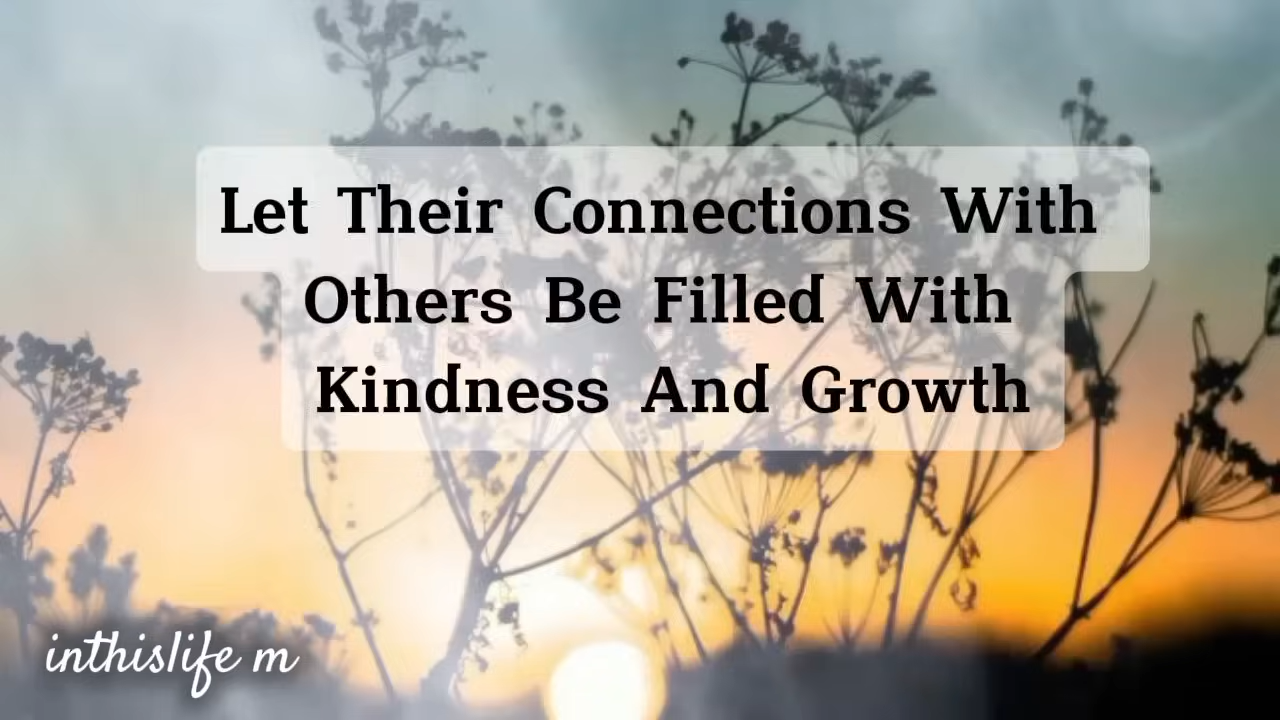 Let Their Connections With
Others Be Filled With
Kindness And Growth
inthislife m